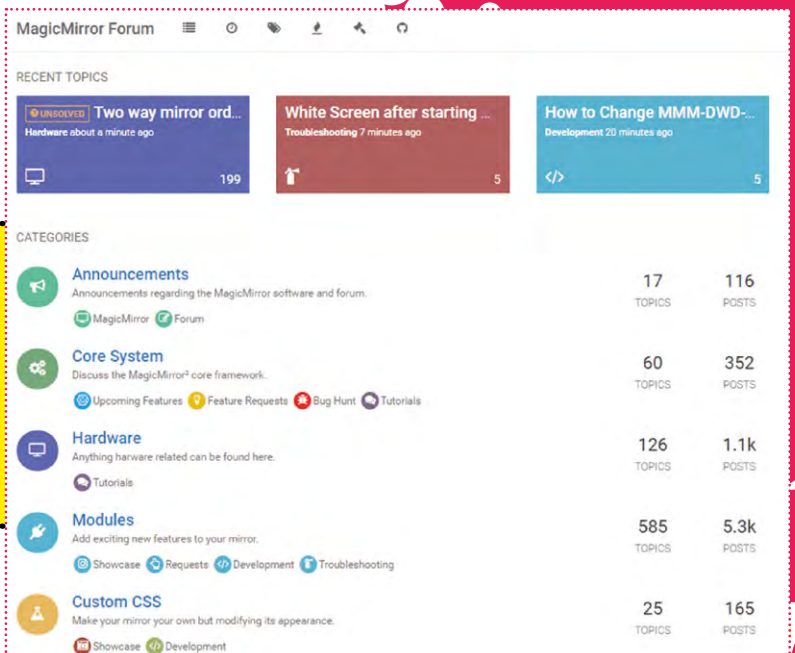 MagicMirror Forum
RECENT TOPICS
UNSOLVED Two way mirror ord...
Hardware about a minute ago
199
White Screen after starting ...
Troubleshooting 7 minutes ago
5
How to Change MMM-DWD-...
Development 20 minutes ago
5
CATEGORIES
Announcements
Announcements regarding the MagicMirror software and forum.
MagicMirror Forum
17 116
TOPICS POSTS
Core System
Discuss the MagicMirror² core framework.
Upcoming Features Feature Requests Bug Hunt Tutorials
60 352
TOPICS POSTS
Hardware
Anything harware related can be found here.
Tutorials
126 1.1k
TOPICS POSTS
Modules
Add exciting new features to your mirror.
Showcase Requests Development Troubleshooting
585 5.3k
TOPICS POSTS
Custom CSS
Make your mirror your own but modifying its appearance.
Showcase Development
25 165
TOPICS POSTS